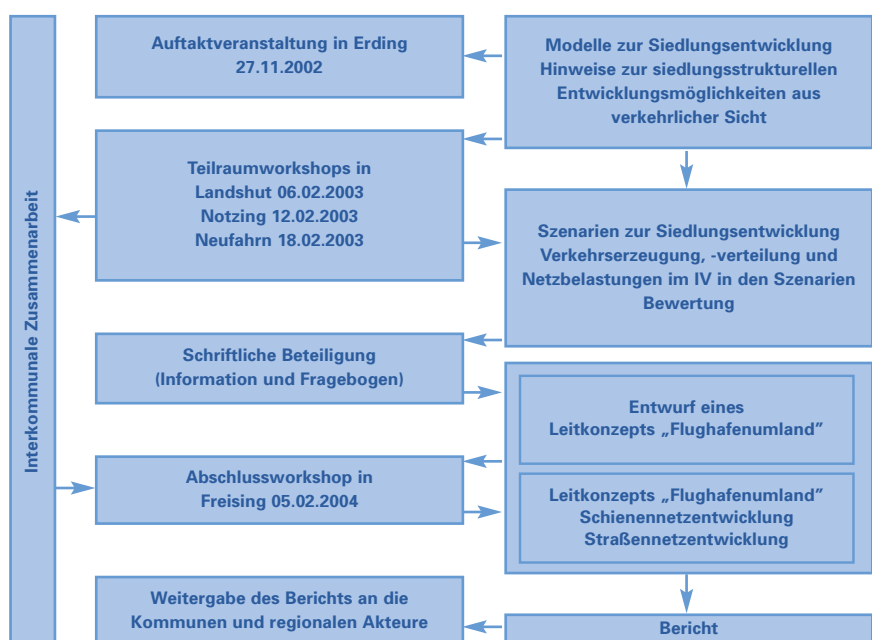 Interkommunale Zusammenarbeit
Auftaktveranstaltung in Erding
27.11.2002
Modelle zur Siedlungsentwicklung
Hinweise zur siedlungsstrukturellen
Entwicklungsmöglichkeiten aus
verkehrlicher Sicht
Teilraumworkshops in
Landshut 06.02.2003
Notzing 12.02.2003
Neufahrn 18.02.2003
Szenarien zur Siedlungsentwicklung
Verkehrserzeugung, -verteilung und
Netzbelastungen im IV in den Szenarien
Bewertung
Schriftliche Beteiligung
(Information und Fragebogen)
Entwurf eines
Leitkonzepts „Flughafenumland”
Abschlussworkshop in
Freising 05.02.2004
Leitkonzepts „Flughafenumland”
Schienennetzentwicklung
Straßennetzentwicklung
Weitergabe des Berichts an die
Kommunen und regionalen Akteure
Bericht